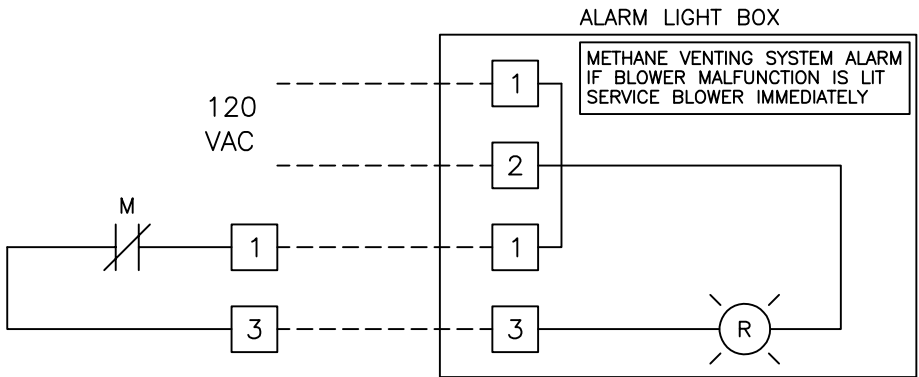 ALARM LIGHT BOX
METHANE VENTING SYSTEM ALARM
IF BLOWER MALFUNCTION IS LIT
SERVICE BLOWER IMMEDIATELY
1
120
VAC
2
M
1
1
3
3
R